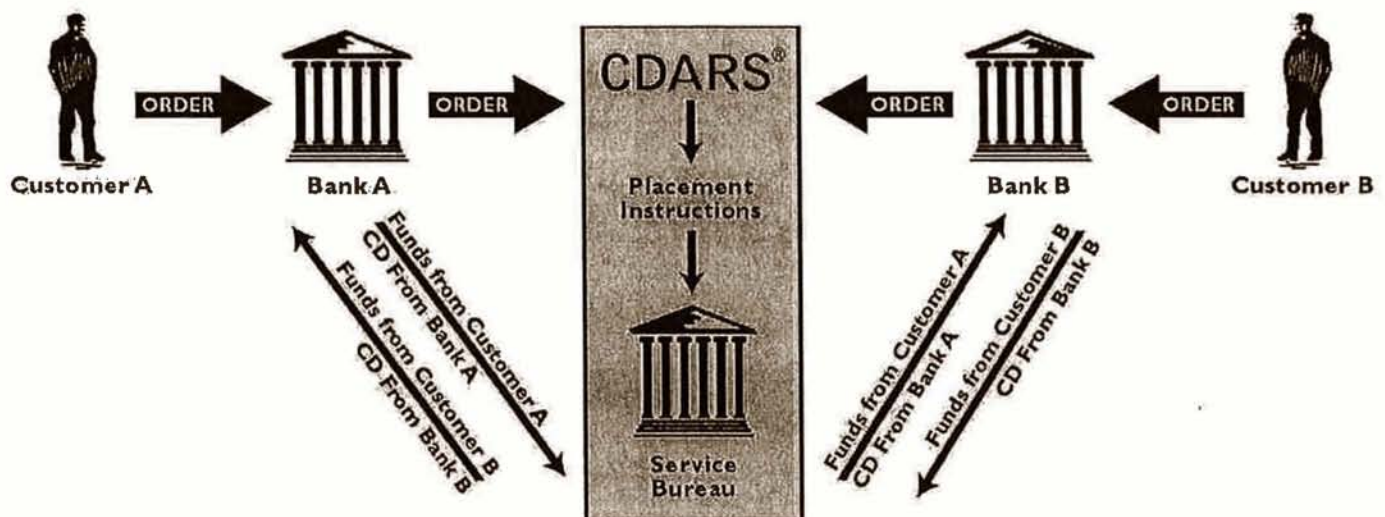 CDARS®
ORDER
ORDER
ORDER
ORDER
Customer A
Bank A
Placement
Instructions
Bank B
Customer B
Funds from Customer A
CD From Bank A
Funds from Customer B
CD From Bank B
Funds from Customer A
CD From Bank A
Funds from Customer B
CD From Bank B
Service
Bureau